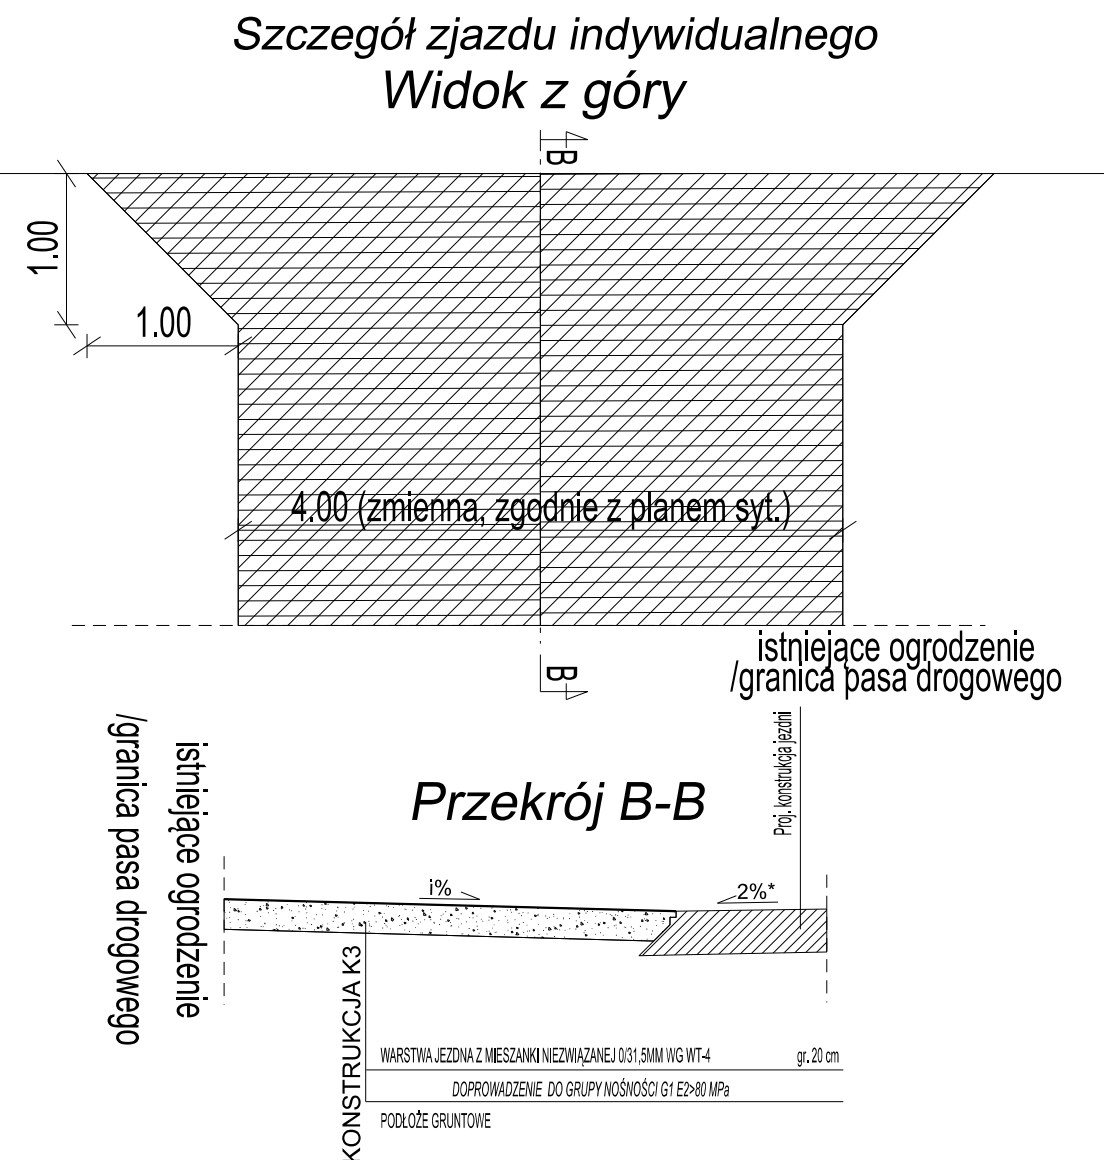 Szczegół zjazdu indywidualnego
Widok z góry
B
1.00
1.00
4.00 (zmienna, zgodnie z planem syt.)
istniejące ogrodzenie
/granica pasa drogowego
B
Proj. konstrukcja jezdni
istniejące ogrodzenie
/granica pasa drogowego
Przekrój B-B
i%
2%*
KONSTRUKCJA K3
WARSTWA JEZDNA Z MIESZANKI NIEZWIĄZANEJ 0/31,5MM WG WT-4 gr. 20 cm
DOPROWADZENIE DO GRUPY NOŚNOŚCI G1 E2>80 MPa
PODŁOŻE GRUNTOWE